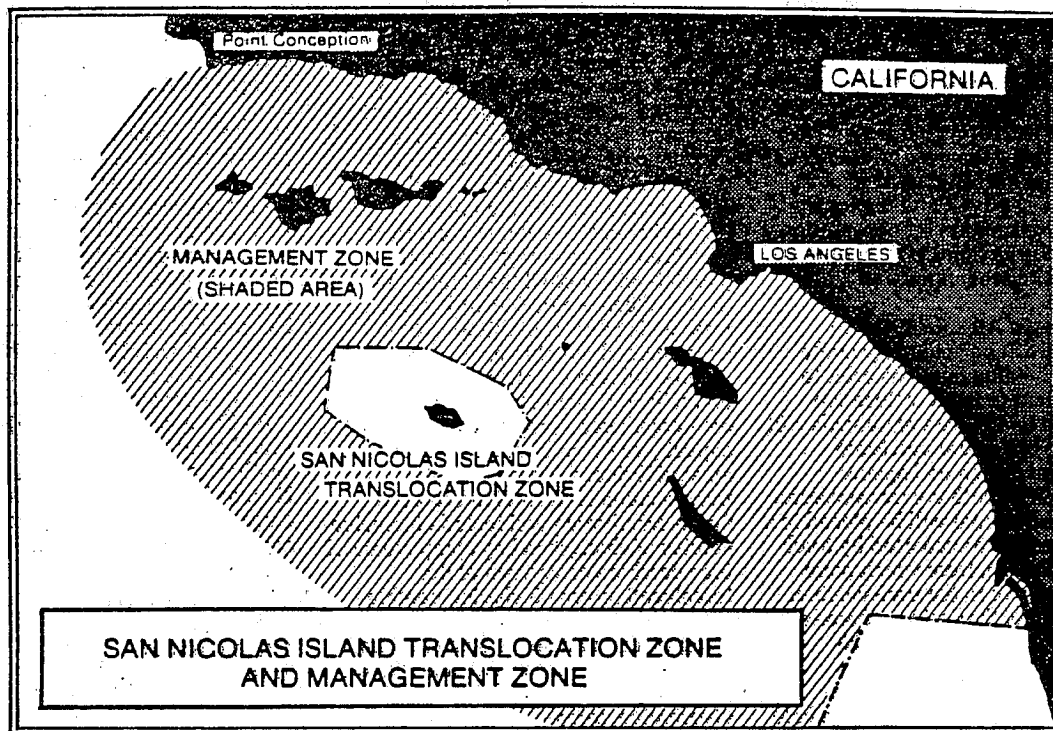 Point Conception
CALIFORNIA
MANAGEMENT ZONE
(SHADED AREA)
LOS ANGELES
SAN NICOLAS ISLAND
TRANSLOCATION ZONE
SAN NICOLAS ISLAND TRANSLOCATION ZONE
AND MANAGEMENT ZONE